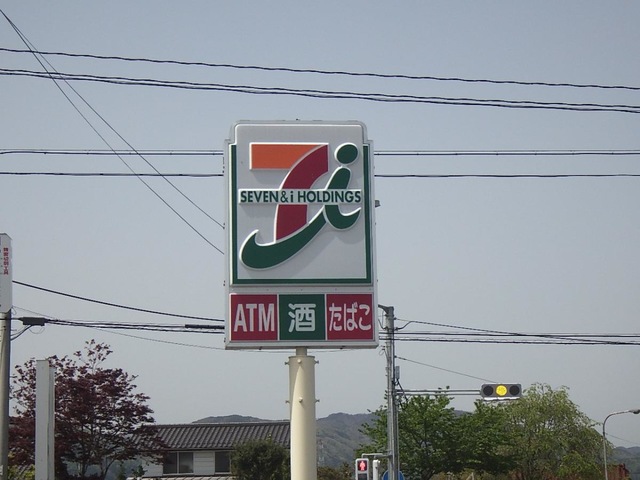 SEVEN & i HOLDINGS
ATM 酒 たばこ